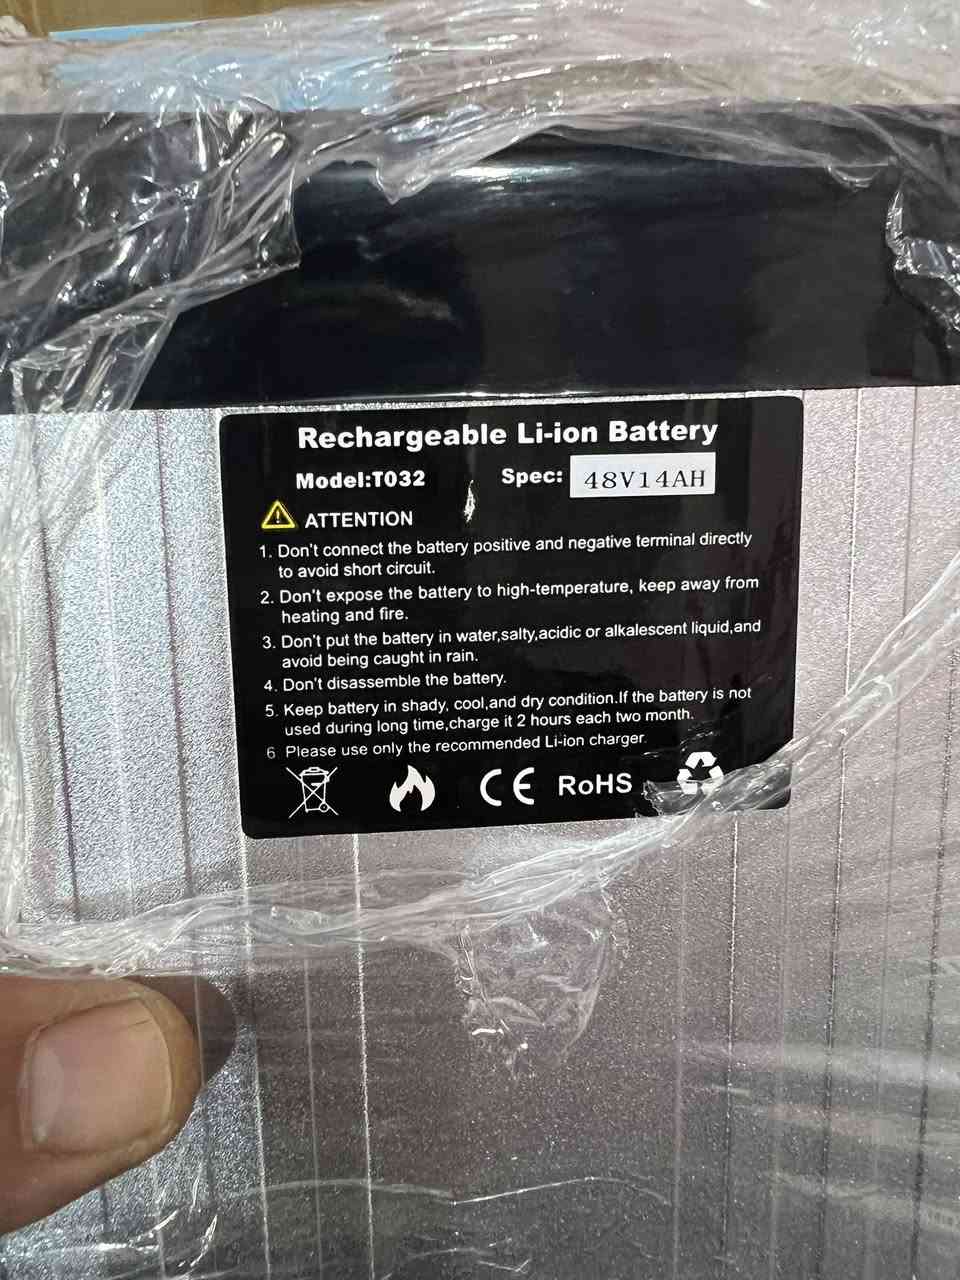 Rechargeable Li-ion Battery
Model:T032 Spec: 48V14AH
ATTENTION
1. Don't connect the battery positive and negative terminal directly
to avoid short circuit.
2. Don't expose the battery to high-temperature, keep away from
heating and fire.
3. Don't put the battery in water,salty,acidic or alkalescent liquid,and
avoid being caught in rain.
4. Don't disassemble the battery.
5. Keep battery in shady, cool,and dry condition.If the battery is not
used during long time,charge it 2 hours each two month.
6 Please use only the recommended Li-ion charger.
CE RoHS